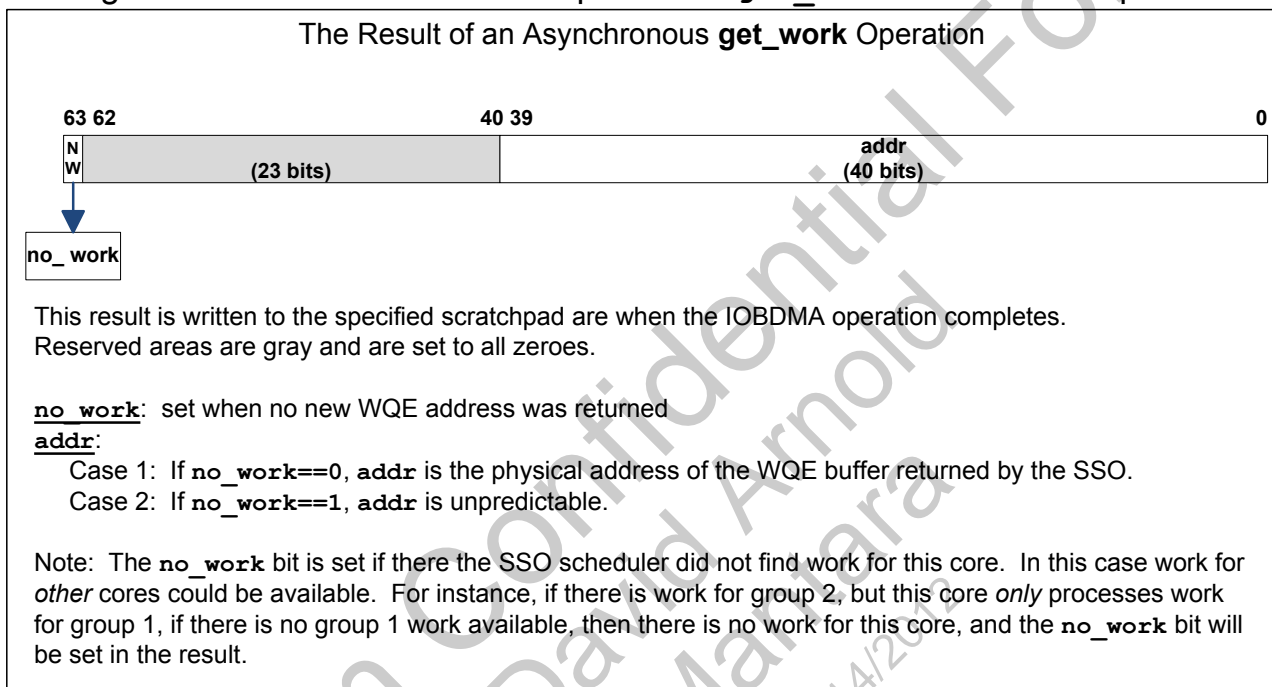 The Result of an Asynchronous get_work Operation
63 62 40 39 0
N
W
(23 bits)
addr
(40 bits)
no_ work
This result is written to the specified scratchpad are when the IOBDMA operation completes.
Reserved areas are gray and are set to all zeroes.
no_work: set when no new WQE address was returned
addr:
Case 1: If no_work==0, addr is the physical address of the WQE buffer returned by the SSO.
Case 2: If no_work==1, addr is unpredictable.
Note: The no_work bit is set if there the SSO scheduler did not find work for this core. In this case work for
other cores could be available. For instance, if there is work for group 2, but this core only processes work
for group 1, if there is no group 1 work available, then there is no work for this core, and the no_work bit will
be set in the result.
Confidential
David Arnold
Mantara
4/2012